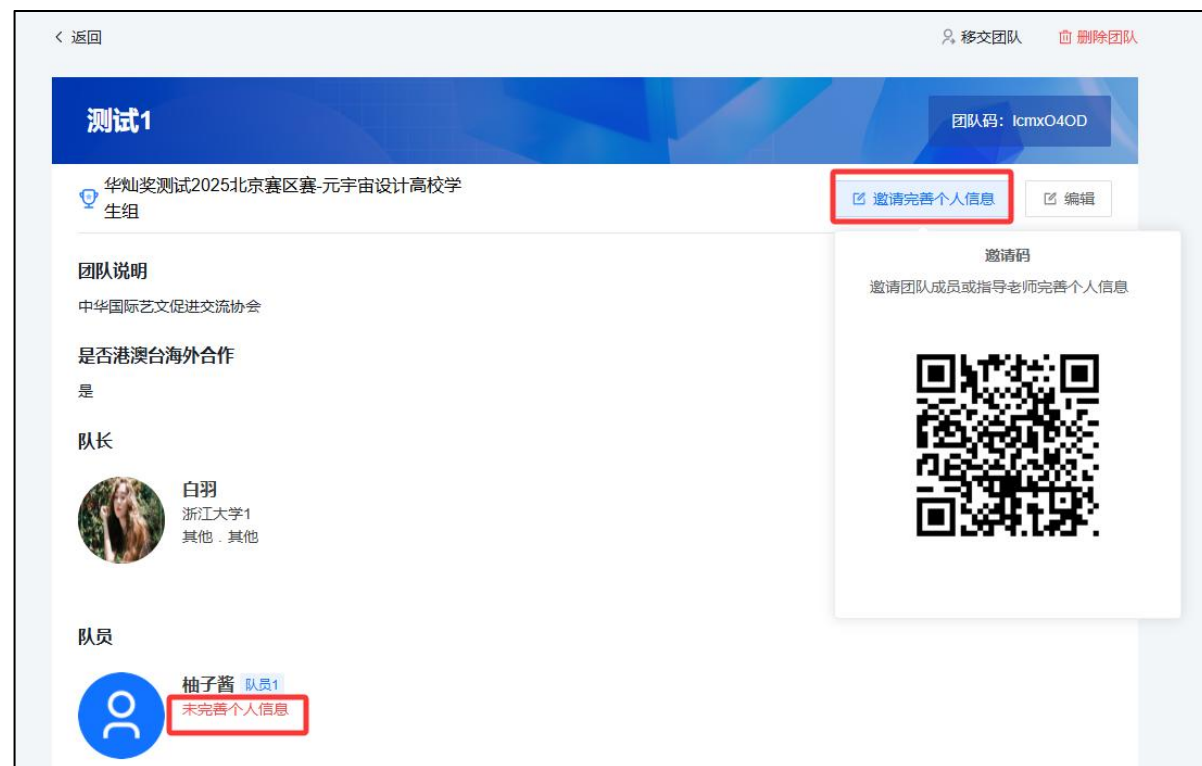 返回
移交团队
删除团队
测试1
团队码：lcmxO4OD
华灿奖测试2025北京赛区赛-元宇宙设计高校学
生组
邀请完善个人信息
编辑
邀请码
邀请团队成员或指导老师完善个人信息
团队说明
中华国际艺文促进交流协会
是否港澳台海外合作
是
队长
白羽
浙江大学1
其他 . 其他
队员
柚子酱 队员1
未完善个人信息